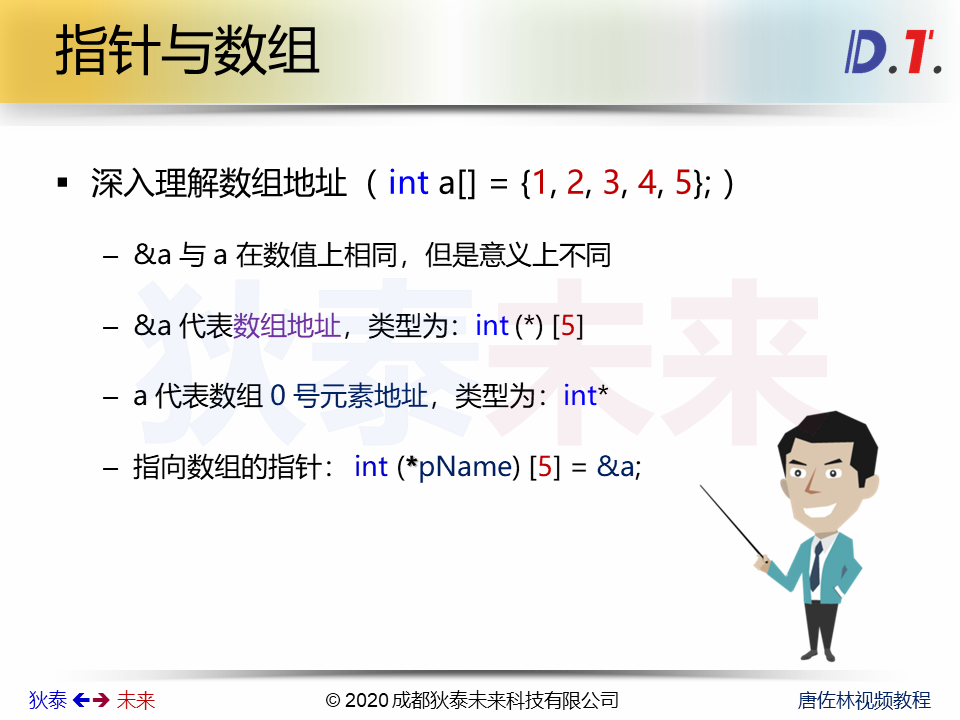 指针与数组
D.T.
▪ 深入理解数组地址（int a[] = {1, 2, 3, 4, 5};）
– &a 与 a 在数值上相同，但是意义上不同
– &a 代表数组地址，类型为：int (*) [5]
– a 代表数组 0 号元素地址，类型为：int*
– 指向数组的指针： int (*pName) [5] = &a;
狄泰未来
狄泰 🡸🡺 未来
© 2020 成都狄泰未来科技有限公司
唐佐林视频教程